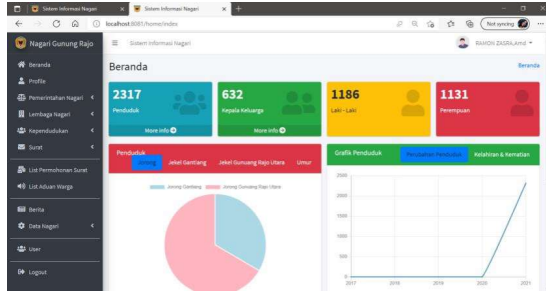 Sistem Informasi Nagari
Sistem Informasi Nagari
localhost:8081/home/index
Not syncing
Nagari Gunung Rajo
Sistem Informasi Nagari
RAMON ZASRA,Amd
Beranda
Profile
Pemerintahan Nagari
Lembaga Nagari
Kependudukan
Surat
List Permohonan Surat
List Aduan Warga
Berita
Data Nagari
User
Logout
Beranda
Beranda
2317
Penduduk
More info
632
Kepala Keluarga
More info
1186
Laki - Laki
1131
Perempuan
Penduduk
Jorong
Jekel Gantiang
Jekel Gunuang Rajo Utara
Umur
Jorong Gantiang
Jorong Gunuang Rajo Utara
Grafik Penduduk
Perubahan Penduduk
Kelahiran & Kematian
2500
2000
1500
1000
500
0
2017
2018
2019
2020
2021